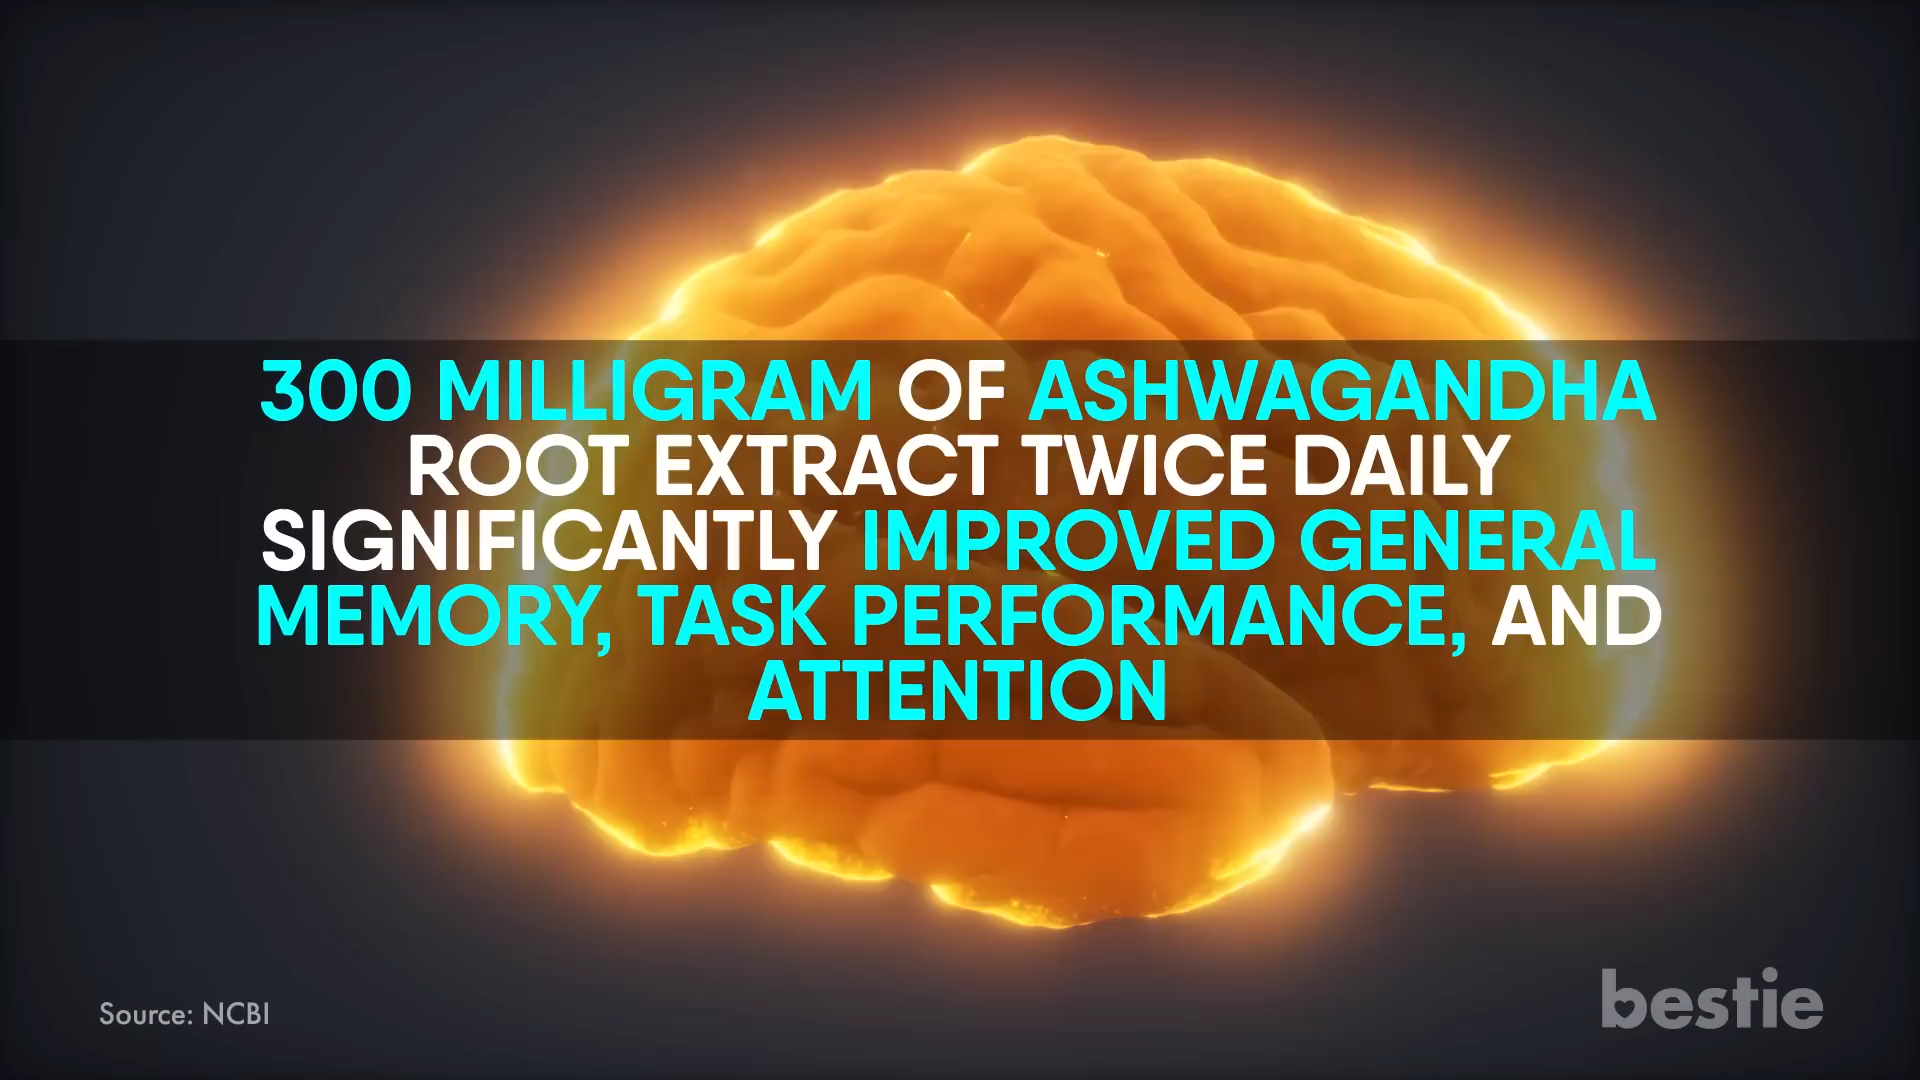 300 MILLIGRAM OF ASHWAGANDHA
ROOT EXTRACT TWICE DAILY
SIGNIFICANTLY IMPROVED GENERAL
MEMORY, TASK PERFORMANCE, AND
ATTENTION
Source: NCBI
bestie